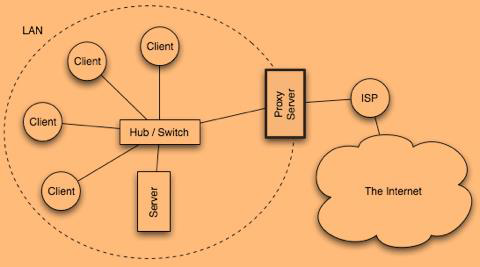 LAN
Client
Client
Client
Client
Hub / Switch
Server
Proxy
Server
ISP
The Internet